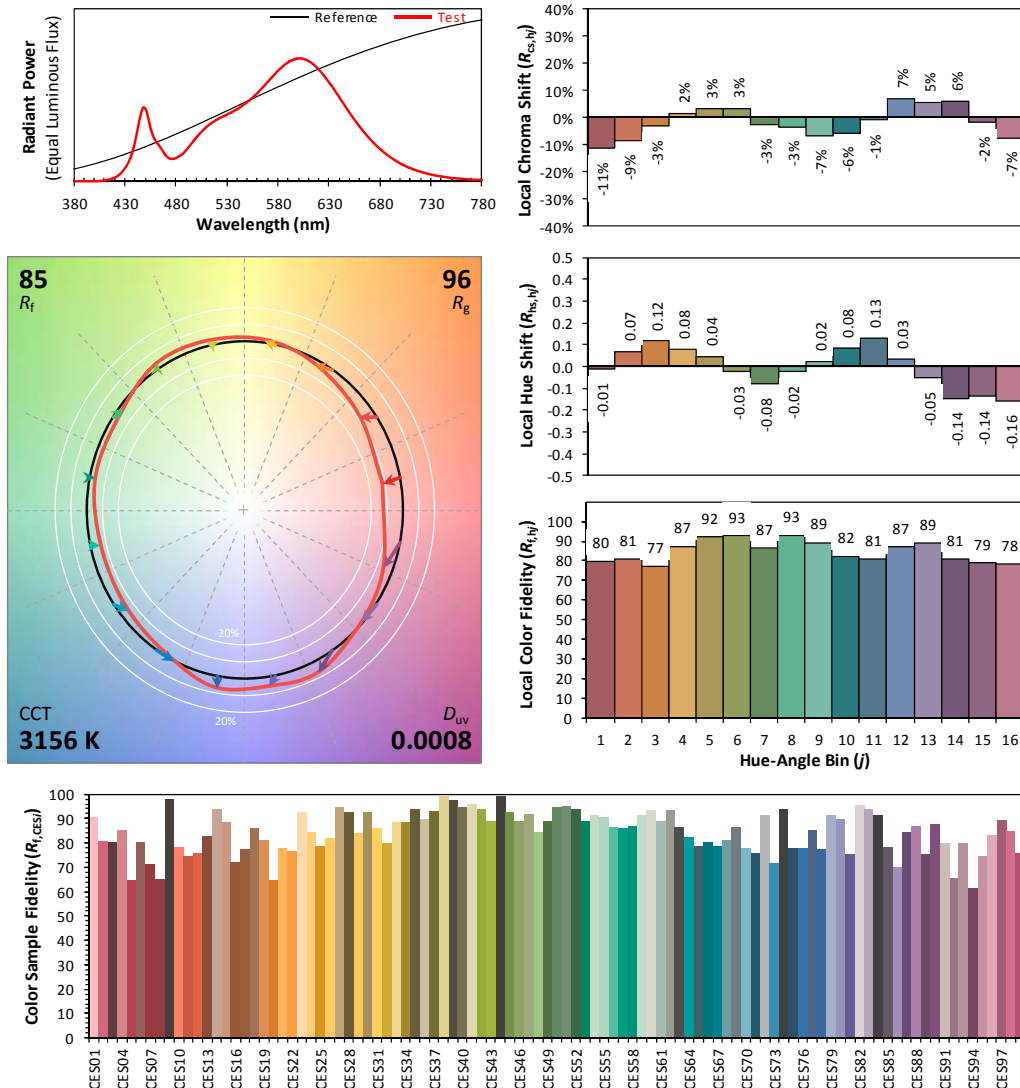 Reference
Test
Radiant Power
(Equal Luminous Flux)
380 430 480 530 580 630 680 730 780
Wavelength (nm)
Local Chroma Shift (Rcs,hj)
40%
30%
20%
10%
0%
-10%
-20%
-30%
-40%
-11% -9% -3% 2% 3% 3% -3% -3% -7% -6% -1% 7% 5% 6% -2% -7%
85
Rf
96
Rg
-20%
20%
CCT
3156 K
Duv
0.0008
Local Hue Shift (Rhs,hj)
0.5
0.4
0.3
0.2
0.1
0.0
-0.1
-0.2
-0.3
-0.4
-0.5
-0.01 0.07 0.12 0.08 0.04 -0.03 -0.08 -0.02 0.02 0.08 0.13 0.03 -0.05 -0.14 -0.14 -0.16
Local Color Fidelity (Rf,hj)
100
90
80
70
60
50
40
30
20
10
0
80 81 77 87 92 93 87 93 89 82 81 87 89 81 79 78
1 2 3 4 5 6 7 8 9 10 11 12 13 14 15 16
Hue-Angle Bin (j)
Color Sample Fidelity (Rf,CESi)
100
90
80
70
60
50
40
30
20
10
0
CES01 CES04 CES07 CES10 CES13 CES16 CES19 CES22 CES25 CES28 CES31 CES34 CES37 CES40 CES43 CES46 CES49 CES52 CES55 CES58 CES61 CES64 CES67 CES70 CES73 CES76 CES79 CES82 CES85 CES88 CES91 CES94 CES97